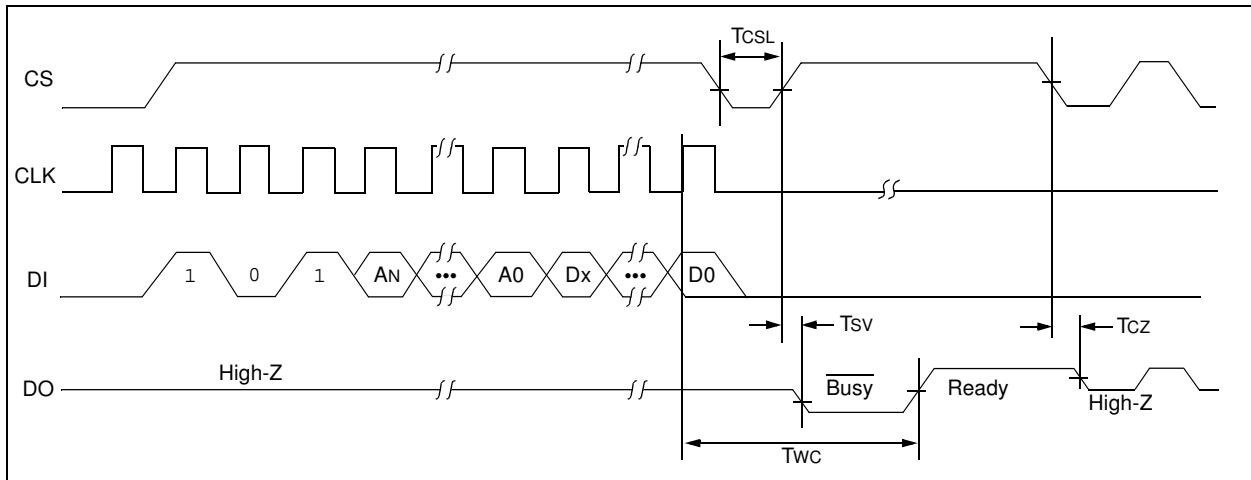 TCSL
CS
CLK
DI
1 0 1 AN ••• A0 Dx ••• D0
TSV
TCZ
DO
High-Z
Busy
Ready
High-Z
TWC